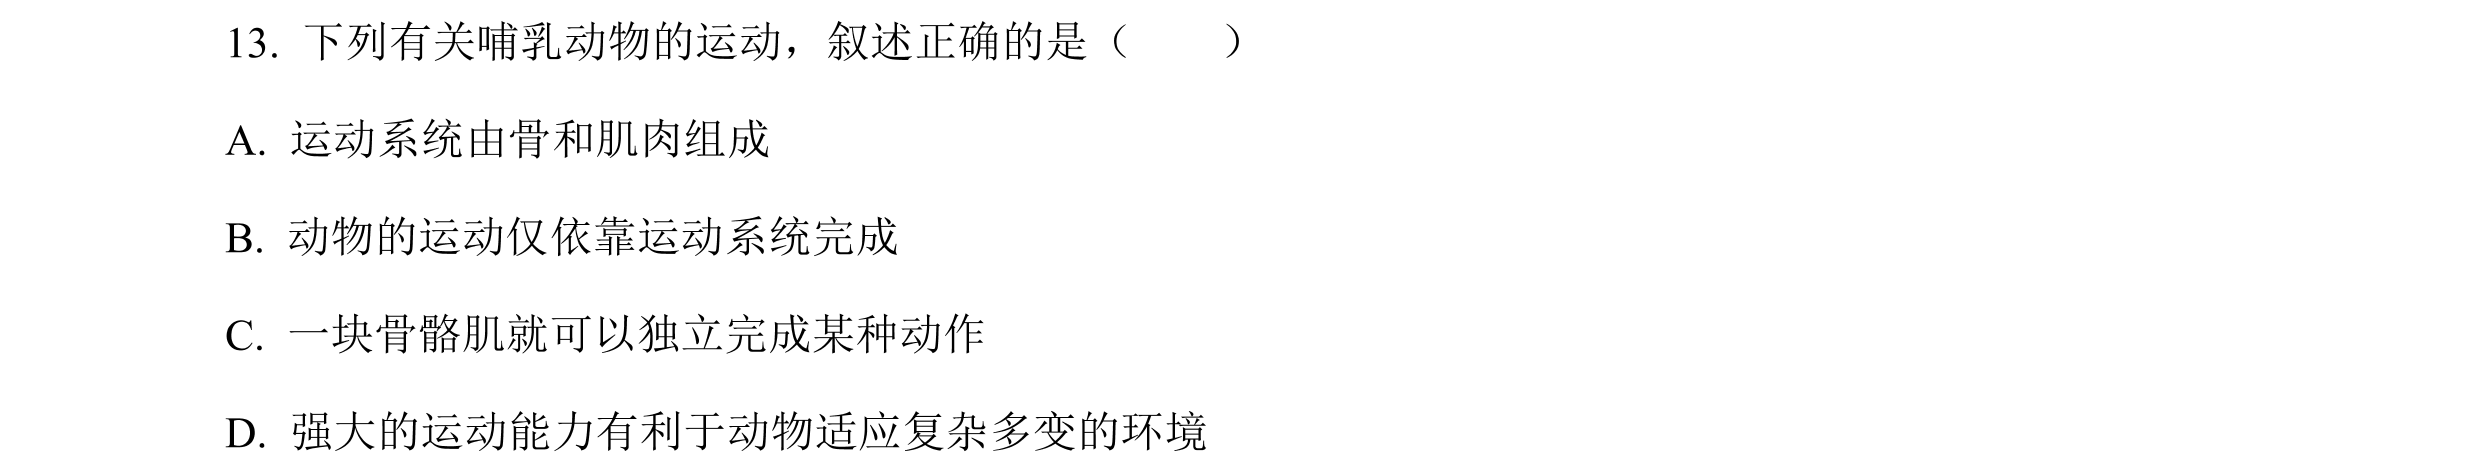 13. 下列有关哺乳动物的运动，叙述正确的是（　　）
A. 运动系统由骨和肌肉组成
B. 动物的运动仅依靠运动系统完成
C. 一块骨骼肌就可以独立完成某种动作
D. 强大的运动能力有利于动物适应复杂多变的环境